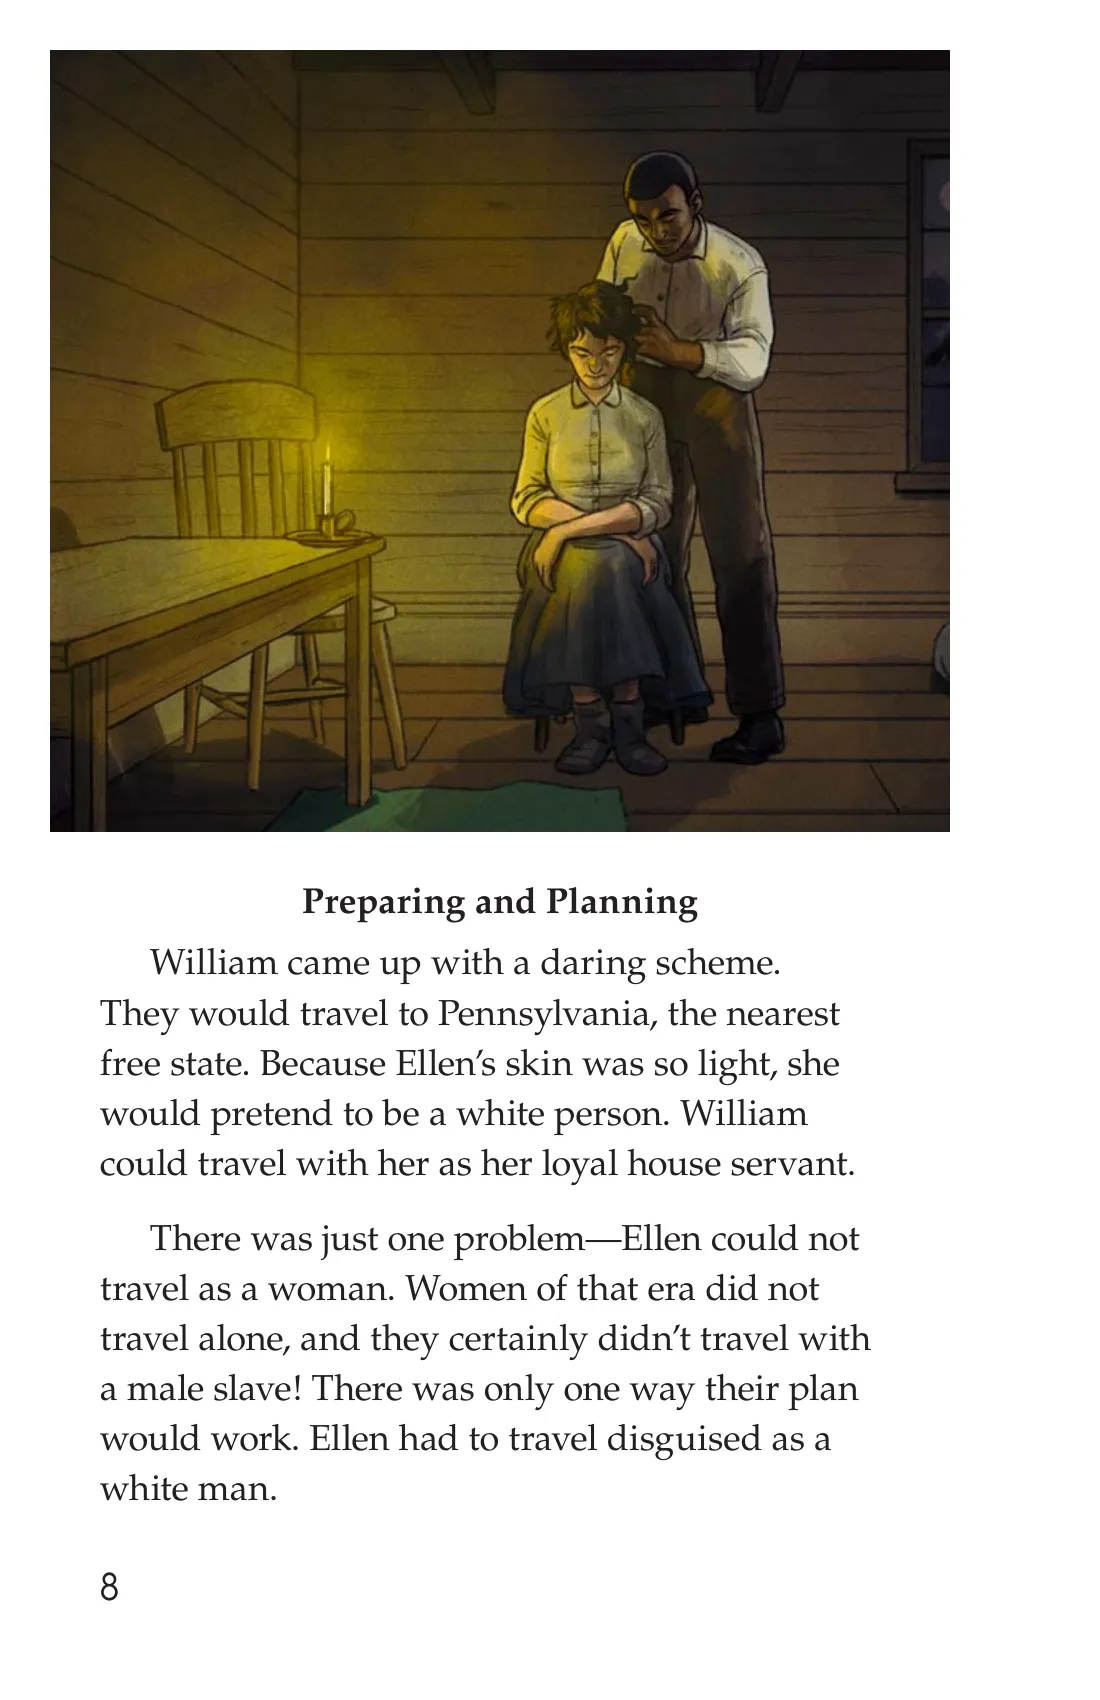 Preparing and Planning
William came up with a daring scheme.
They would travel to Pennsylvania, the nearest
free state. Because Ellen’s skin was so light, she
would pretend to be a white person. William
could travel with her as her loyal house servant.
There was just one problem—Ellen could not
travel as a woman. Women of that era did not
travel alone, and they certainly didn’t travel with
a male slave! There was only one way their plan
would work. Ellen had to travel disguised as a
white man.
8